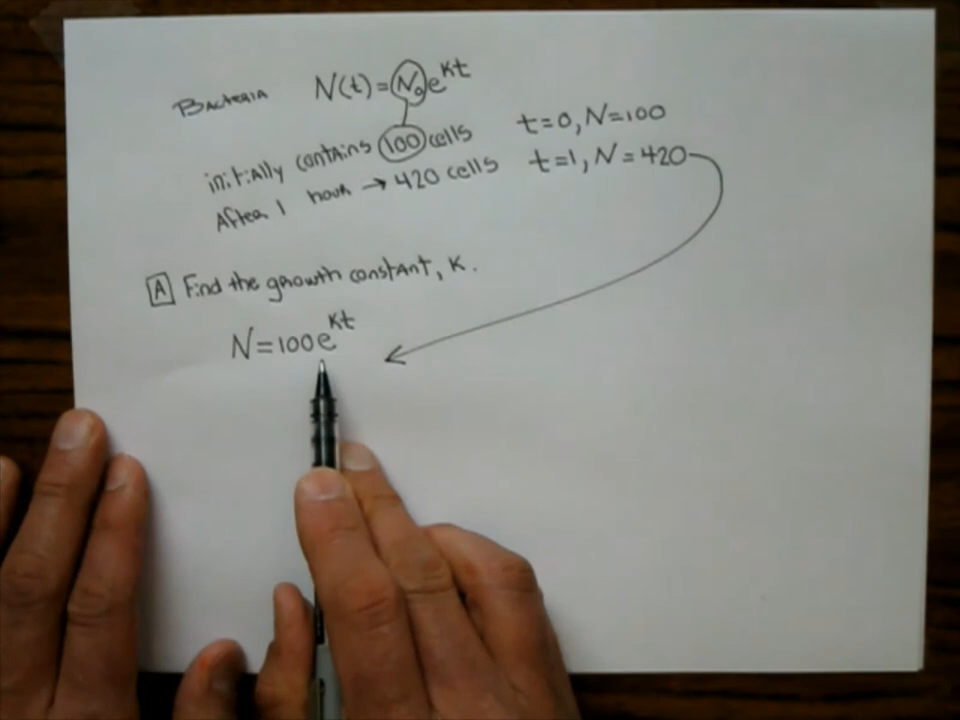 Bacteria N(t)=N₀e^kt
initially contains 100 cells t=0, N=100
After 1 hour → 420 cells t=1, N=420
A Find the growth constant, k.
N=100e^kt